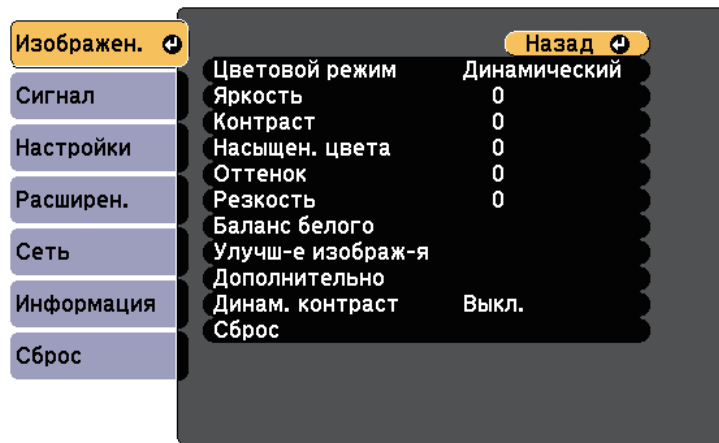 Изображен.
Сигнал
Настройки
Расширен.
Сеть
Информация
Сброс
Назад
Цветовой режим Динамический
Яркость 0
Контраст 0
Насыщен. цвета 0
Оттенок 0
Резкость 0
Баланс белого
Улучш-е изображ-я
Дополнительно
Динам. контраст Выкл.
Сброс